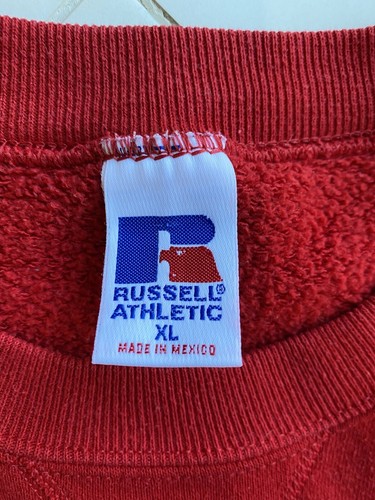 R
RUSSELL®
ATHLETIC
XL
MADE IN MEXICO